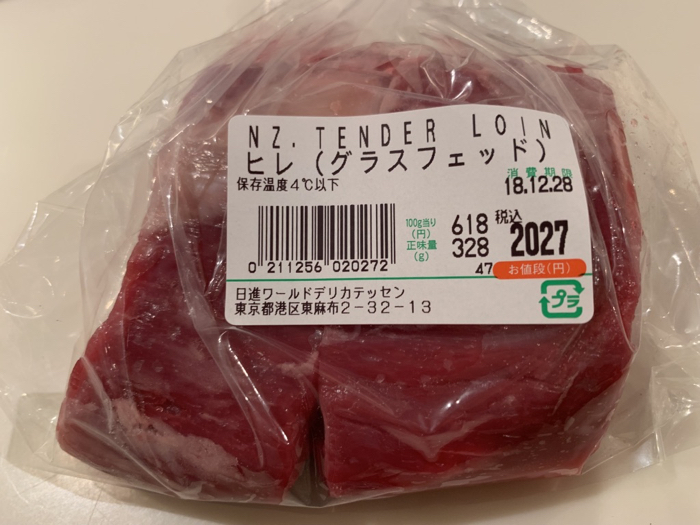 NZ. TENDER LOIN
ヒレ(グラスフェッド)
保存温度4℃以下
消費期限
18.12.28
100g当り(円) 618 税込
正味量(g) 328 2027
47 お値段(円)
0 211256 020272
日進ワールドデリカテッセン
東京都港区東麻布2-32-13
プラ